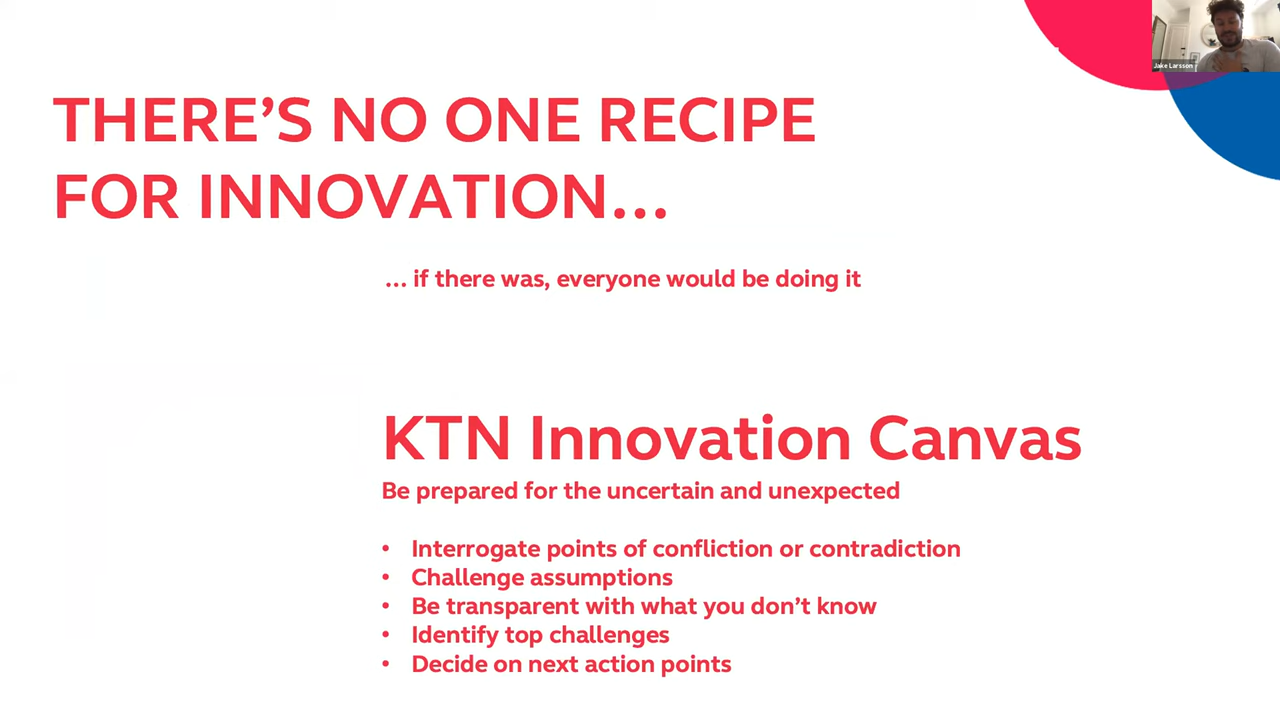 Jake Larsson
THERE’S NO ONE RECIPE
FOR INNOVATION...
... if there was, everyone would be doing it
KTN Innovation Canvas
Be prepared for the uncertain and unexpected
• Interrogate points of confliction or contradiction
• Challenge assumptions
• Be transparent with what you don’t know
• Identify top challenges
• Decide on next action points